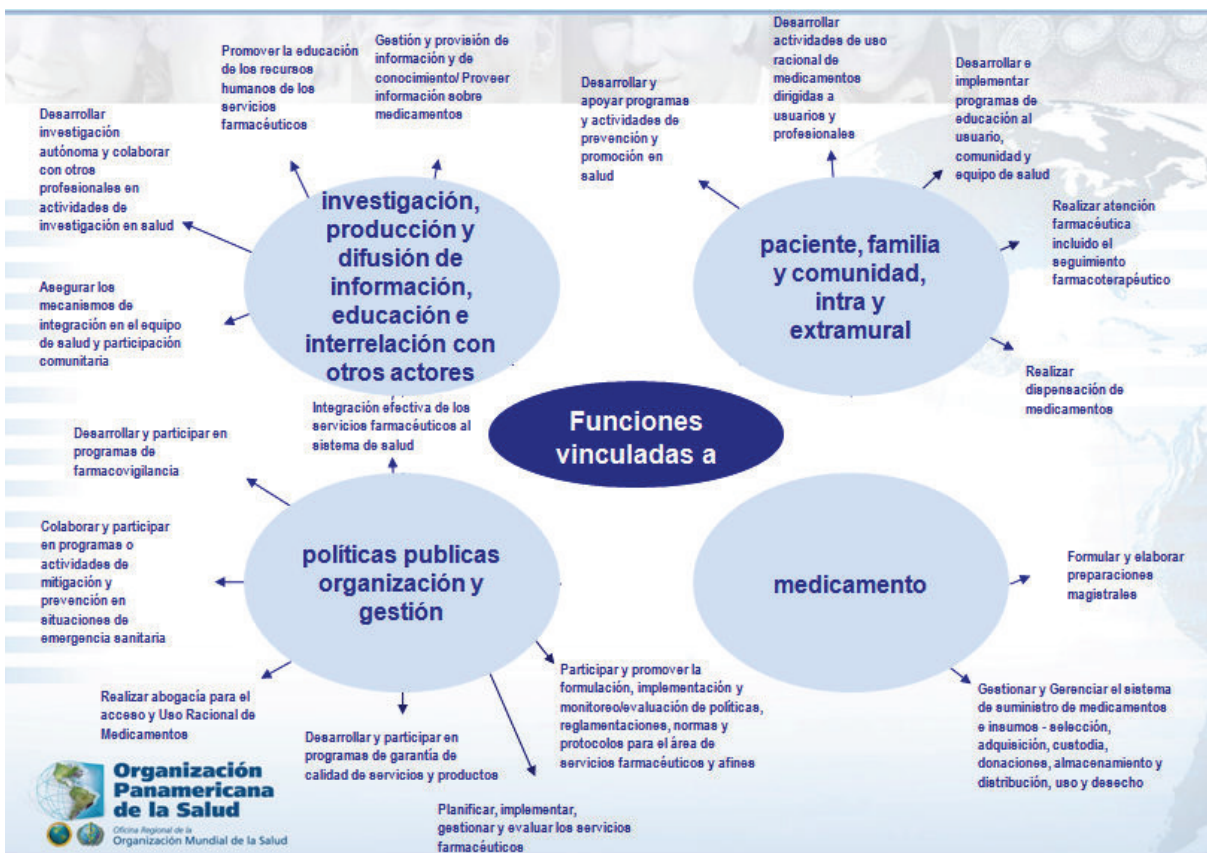 Promover la educación
de los recursos
humanos de los
servicios
farmacéuticos
Gestión y provisión de
información y de
conocimiento/ Proveer
información sobre
medicamentos
Desarrollar
investigación
autónoma y colaborar
con otros
profesionales en
actividades de
investigación en salud
Asegurar los
mecanismos de
integración en el equipo
de salud y participación
comunitaria
investigación,
producción y
difusión de
información,
educación e
interrelación con
otros actores
Desarrollar y
apoyar programas
y actividades de
prevención y
promoción en
salud
Desarrollar
actividades de uso
racional de
medicamentos
dirigidas a
usuarios y
profesionales
Desarrollar e
implementar
programas de
educación al
usuario,
comunidad y
equipo de salud
Realizar atención
farmacéutica
incluido el
seguimiento
farmacoterapéutico
Realizar
dispensación de
medicamentos
paciente, familia
y comunidad,
intra y
extramural
Funciones
vinculadas a
Integración efectiva de los
servicios farmacéuticos al
sistema de salud
Desarrollar y participar en
programas de
farmacovigilancia
Colaborar y participar
en programas o
actividades de
mitigación y
prevención en
situaciones de
emergencia sanitaria
Realizar abogacía para el
acceso y Uso Racional de
Medicamentos
políticas publicas
organización y
gestión
Desarrollar y participar en
programas de garantía de
calidad de servicios y productos
Planificar, implementar,
gestionar y evaluar los servicios
farmacéuticos
Participar y promover la
formulación, implementación y
monitoreo/evaluación de políticas,
reglamentaciones, normas y
protocolos para el área de
servicios farmacéuticos y afines
medicamento
Formular y elaborar
preparaciones
magistrales
Gestionar y Gerenciar el sistema
de suministro de medicamentos
e insumos - selección,
adquisición, custodia,
donaciones, almacenamiento y
distribución, uso y desecho
Organización
Panamericana
de la Salud
Oficina Regional de la
Organización Mundial de la Salud